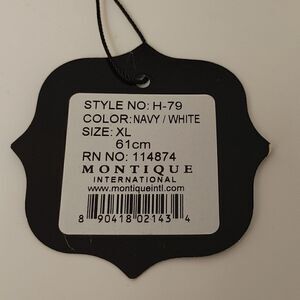 STYLE NO: H-79
COLOR: NAVY / WHITE
SIZE: XL
61cm
RN NO: 114874
MONTIQUE
INTERNATIONAL
www.montiqueintl.com
8 90418 02143 4